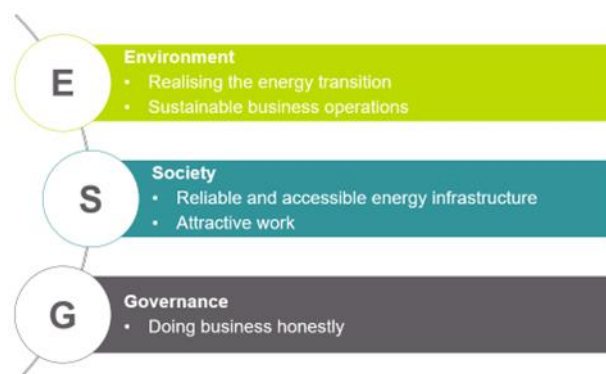 E
Environment
• Realising the energy transition
• Sustainable business operations
S
Society
• Reliable and accessible energy infrastructure
• Attractive work
G
Governance
• Doing business honestly